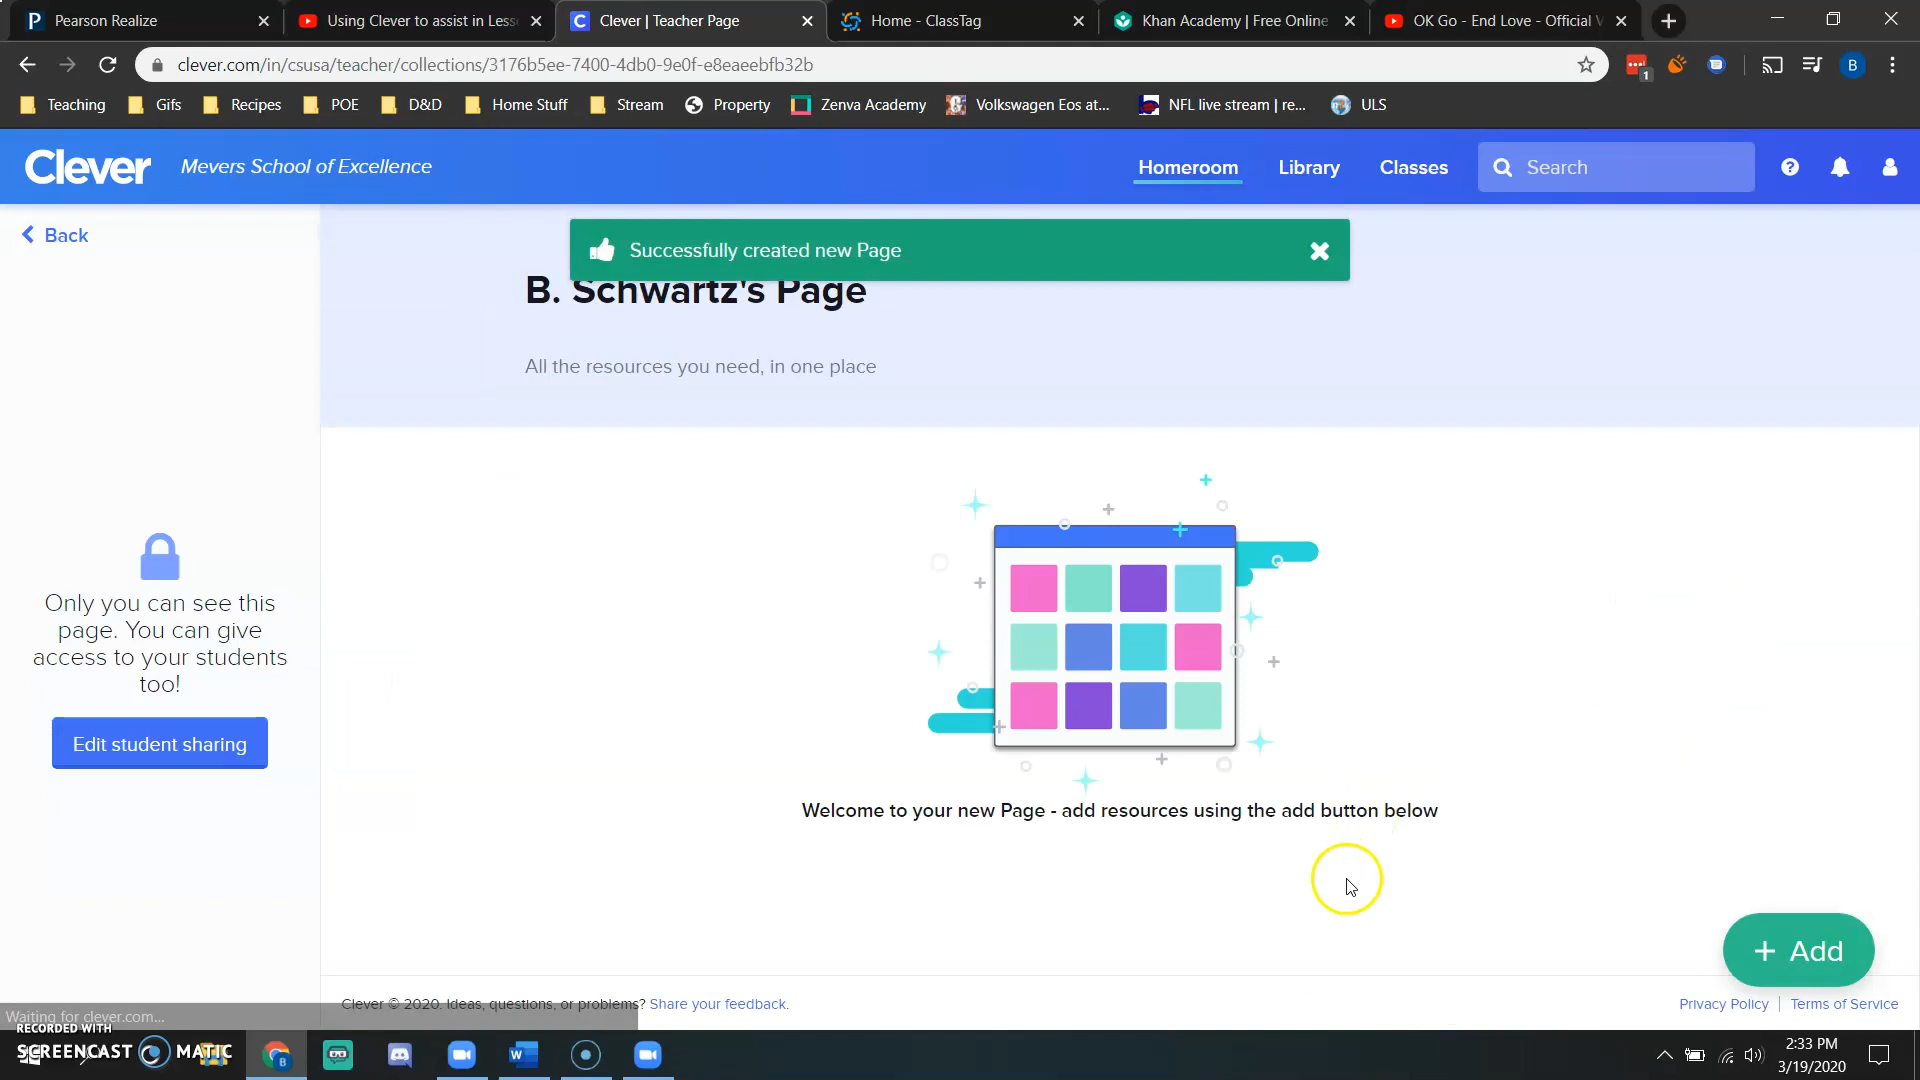 Pearson Realize
Using Clever to assist in Less
Clever | Teacher Page
Home - ClassTag
Khan Academy | Free Online
OK Go - End Love - Official V
clever.com/in/csusa/teacher/collections/3176b5ee-7400-4db0-9e0f-e8eaeebfb32b
1
B
Teaching
Gifs
Recipes
POE
D&D
Home Stuff
Stream
Property
Zenva Academy
Volkswagen Eos at...
NFL live stream | re...
ULS
Clever
Mevers School of Excellence
Homeroom
Library
Classes
Search
Back
Successfully created new Page
B. Schwartz's Page
All the resources you need, in one place
Only you can see this
page. You can give
access to your students
too!
Edit student sharing
Welcome to your new Page - add resources using the add button below
+ Add
Clever © 2020. Ideas, questions, or problems? Share your feedback.
Privacy Policy | Terms of Service
Waiting for clever.com...
RECORDED WITH
SCREENCAST MATIC
2:33 PM
3/19/2020